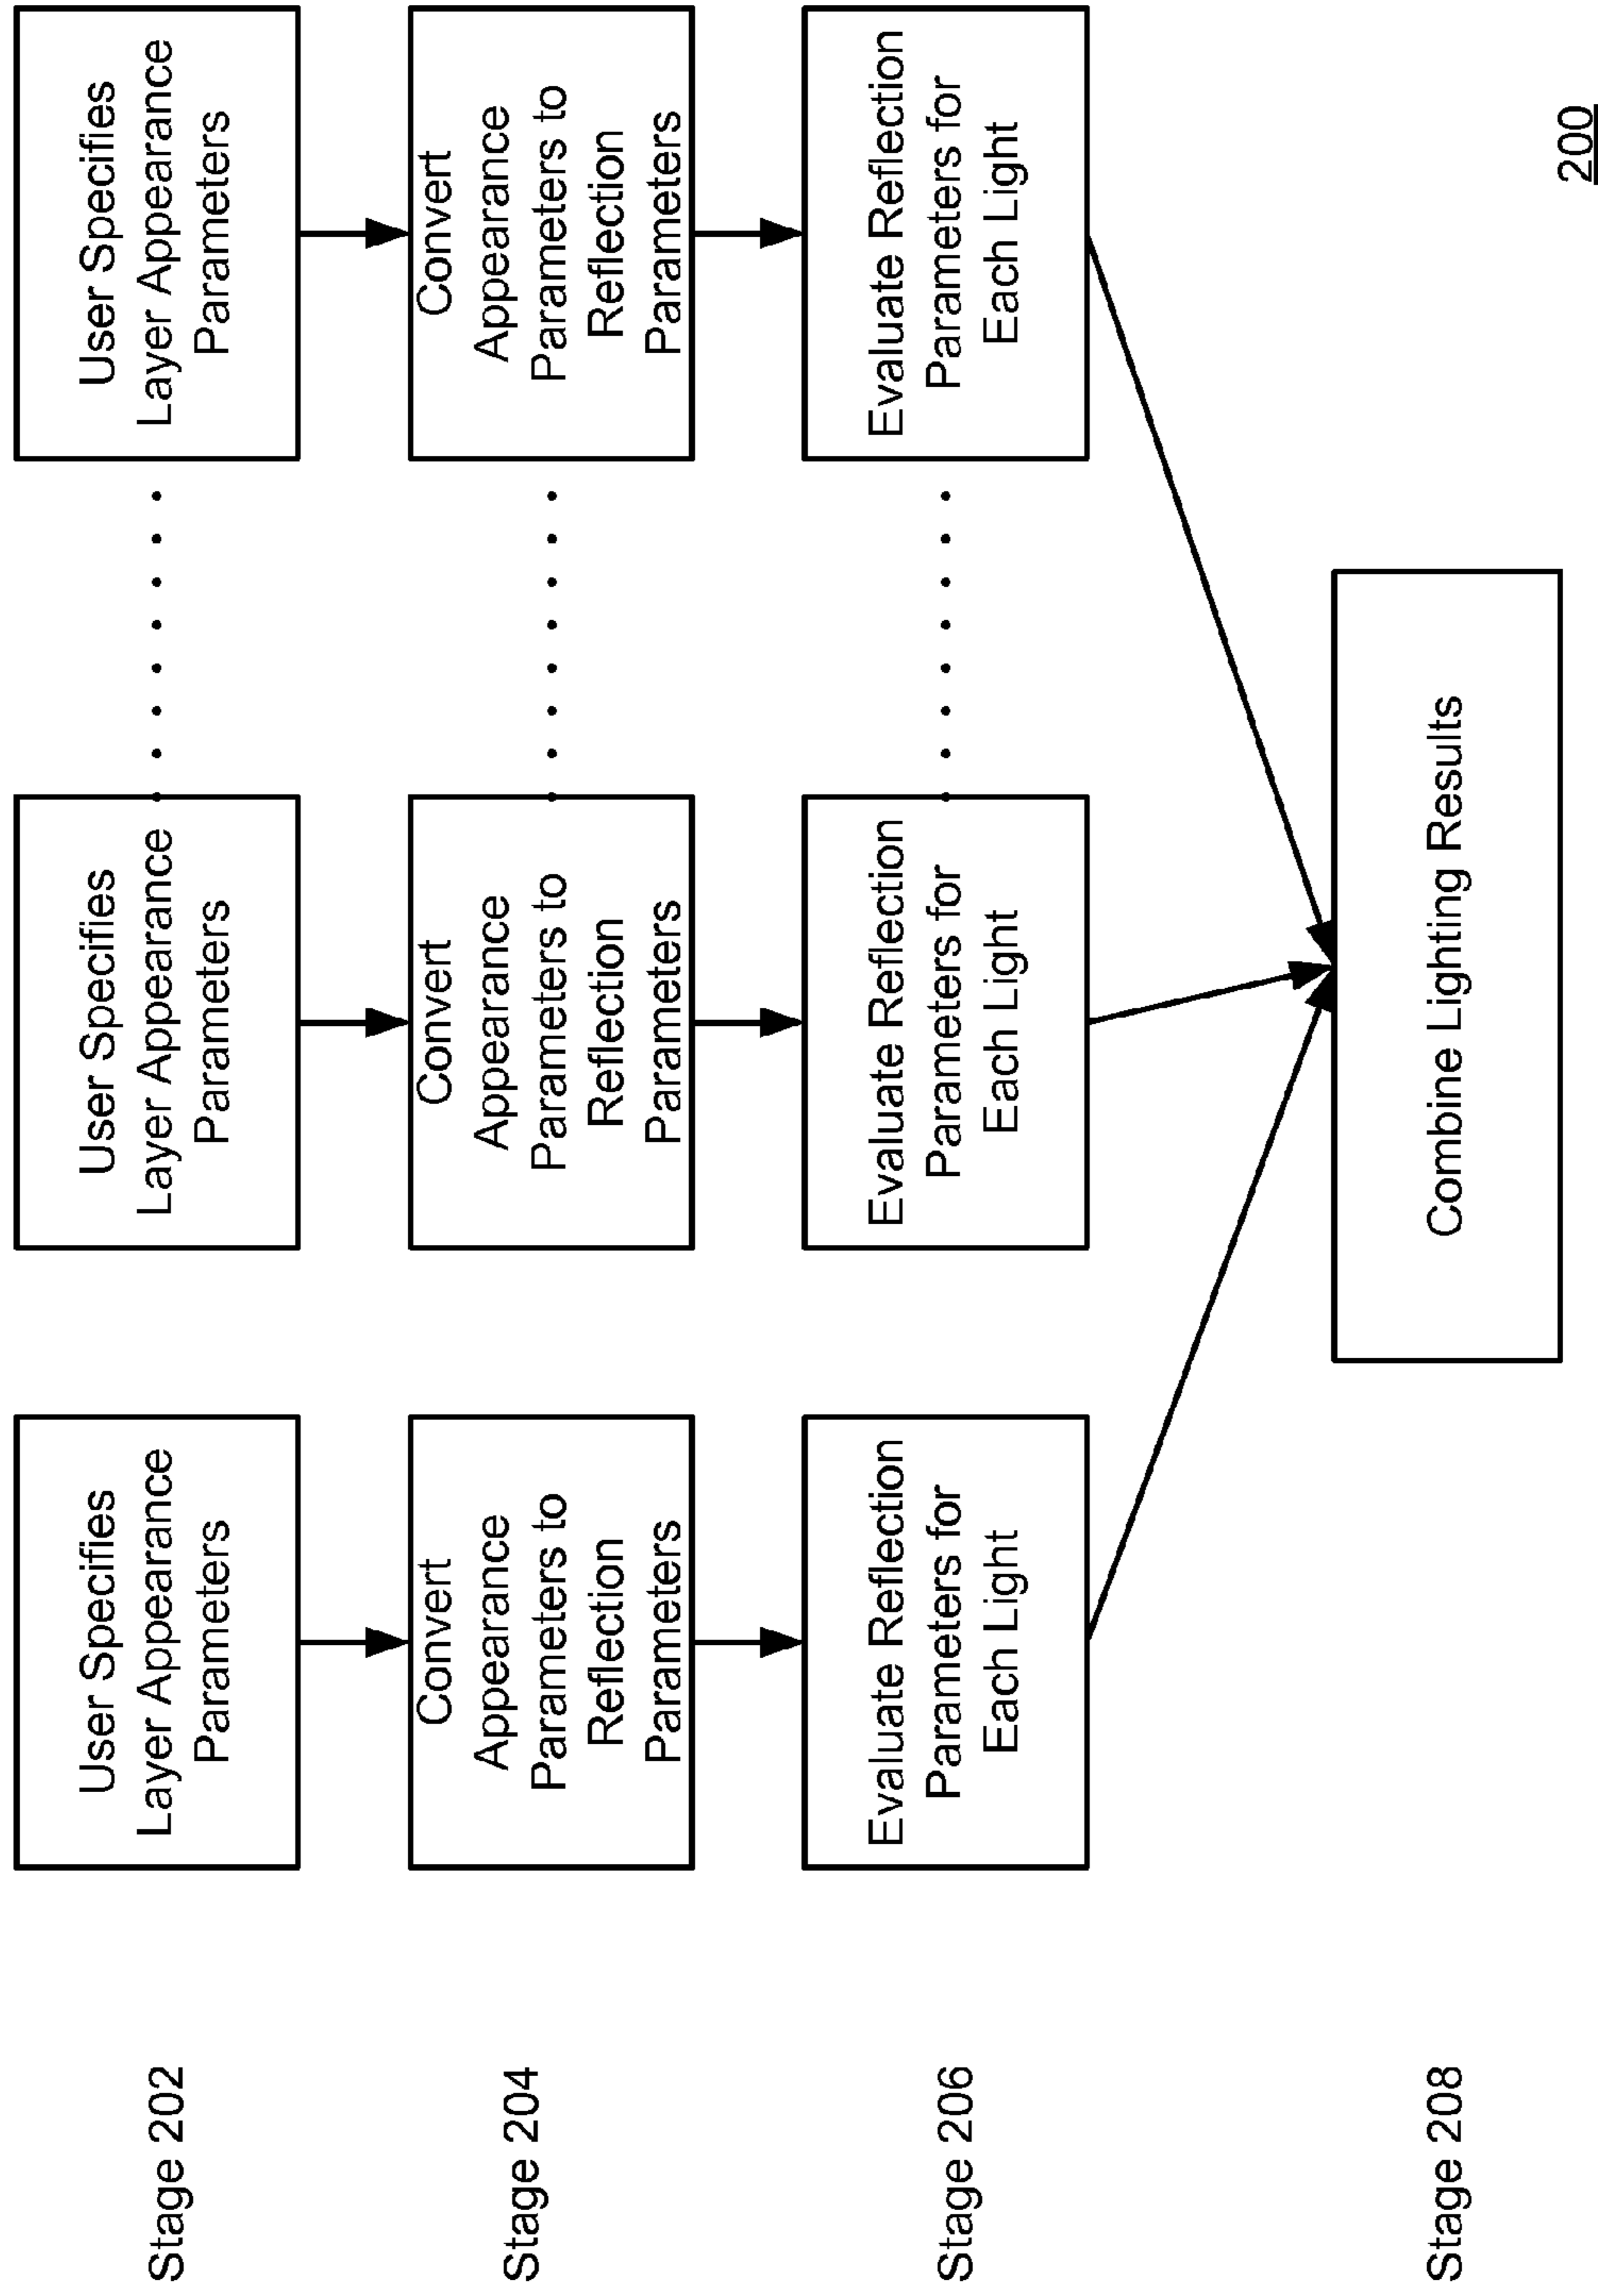 Stage 202
User Specifies
Layer Appearance
Parameters
User Specifies
Layer Appearance
Parameters
User Specifies
Layer Appearance
Parameters
Stage 204
Convert
Appearance
Parameters to
Reflection
Parameters
Convert
Appearance
Parameters to
Reflection
Parameters
Convert
Appearance
Parameters to
Reflection
Parameters
Stage 206
Evaluate Reflection
Parameters for
Each Light
Evaluate Reflection
Parameters for
Each Light
Evaluate Reflection
Parameters for
Each Light
Stage 208
Combine Lighting Results
200